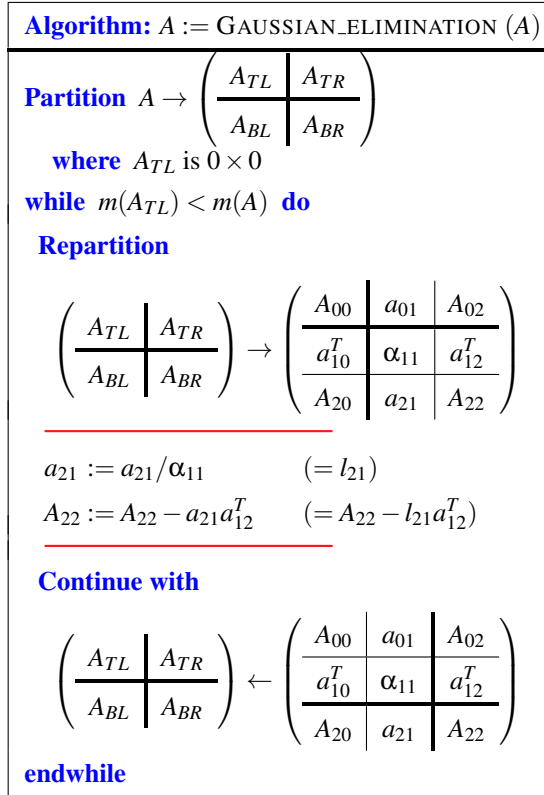 Algorithm: A := GAUSSIAN_ELIMINATION (A)
Partition A → ( A_TL | A_TR
A_BL | A_BR )
where A_TL is 0 × 0
while m(A_TL) < m(A) do
Repartition
( A_TL | A_TR
A_BL | A_BR ) → ( A_00 | a_01 | A_02
a_10^T | α_11 | a_12^T
A_20 | a_21 | A_22 )
a_21 := a_21/α_11 (= l_21)
A_22 := A_22 − a_21 a_12^T (= A_22 − l_21 a_12^T)
Continue with
( A_TL | A_TR
A_BL | A_BR ) ← ( A_00 | a_01 | A_02
a_10^T | α_11 | a_12^T
A_20 | a_21 | A_22 )
endwhile